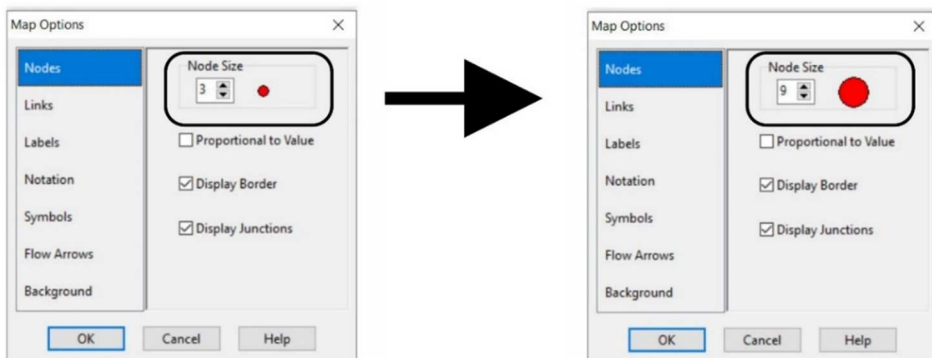 Map Options
Nodes
Links
Labels
Notation
Symbols
Flow Arrows
Background
Node Size
3
Proportional to Value
Display Border
Display Junctions
OK
Cancel
Help
Map Options
Nodes
Links
Labels
Notation
Symbols
Flow Arrows
Background
Node Size
9
Proportional to Value
Display Border
Display Junctions
OK
Cancel
Help